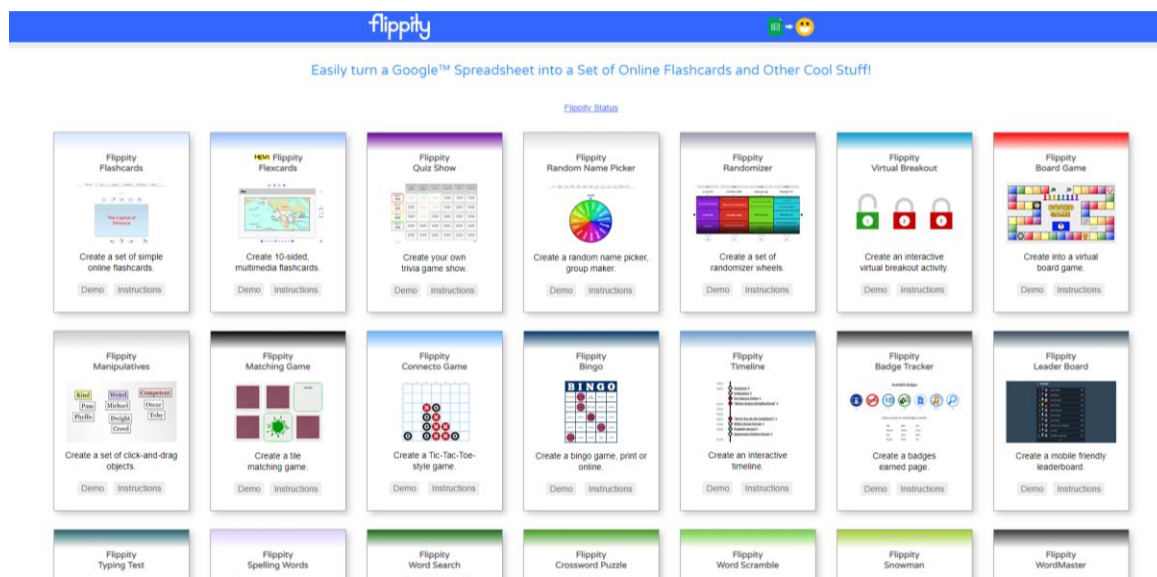 flippity
Easily turn a Google™ Spreadsheet into a Set of Online Flashcards and Other Cool Stuff!
Flippity Status
Flippity
Flashcards
The Capital of
Create a set of simple
online flashcards.
Demo Instructions
NEW! Flippity
Flexcards
Create 10-sided,
multimedia flashcards.
Demo Instructions
Flippity
Quiz Show
Create your own
trivia game show.
Demo Instructions
Flippity
Random Name Picker
Create a random name picker,
group maker.
Demo Instructions
Flippity
Randomizer
Create a set of
randomizer wheels.
Demo Instructions
Flippity
Virtual Breakout
1 2 3
Create an interactive
virtual breakout activity.
Demo Instructions
Flippity
Board Game
BOARD
GAME
Create into a virtual
board game.
Demo Instructions
Flippity
Manipulatives
Kind Weird Competent
Pam Michael Oscar
Phyllis Dwight Toby
Creed
Create a set of click-and-drag
objects.
Demo Instructions
Flippity
Matching Game
Create a tile
matching game.
Demo Instructions
Flippity
Connecto Game
Create a Tic-Tac-Toe-
style game.
Demo Instructions
Flippity
Bingo
BINGO
Create a bingo game, print or
online.
Demo Instructions
Flippity
Timeline
Create an interactive
timeline.
Demo Instructions
Flippity
Badge Tracker
Create a badges
earned page.
Demo Instructions
Flippity
Leader Board
Create a mobile friendly
leaderboard.
Demo Instructions
Flippity
Typing Test
Flippity
Spelling Words
Flippity
Word Search
Flippity
Crossword Puzzle
Flippity
Word Scramble
Flippity
Snowman
Flippity
WordMaster